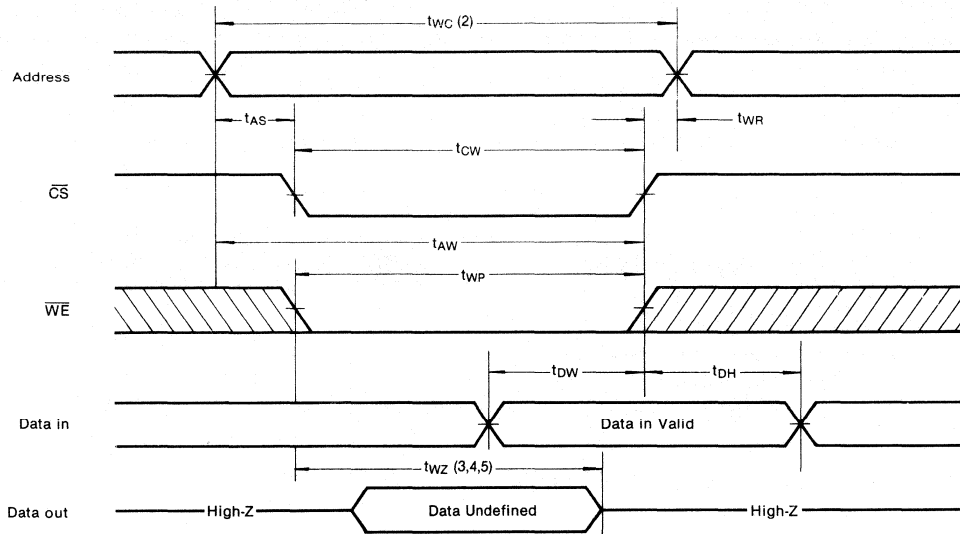 tWC (2)
Address
tAS
tWR
tCW
CS
tAW
tWP
WE
tDW
tDH
Data in
Data in Valid
tWZ (3,4,5)
Data out
High-Z
Data Undefined
High-Z